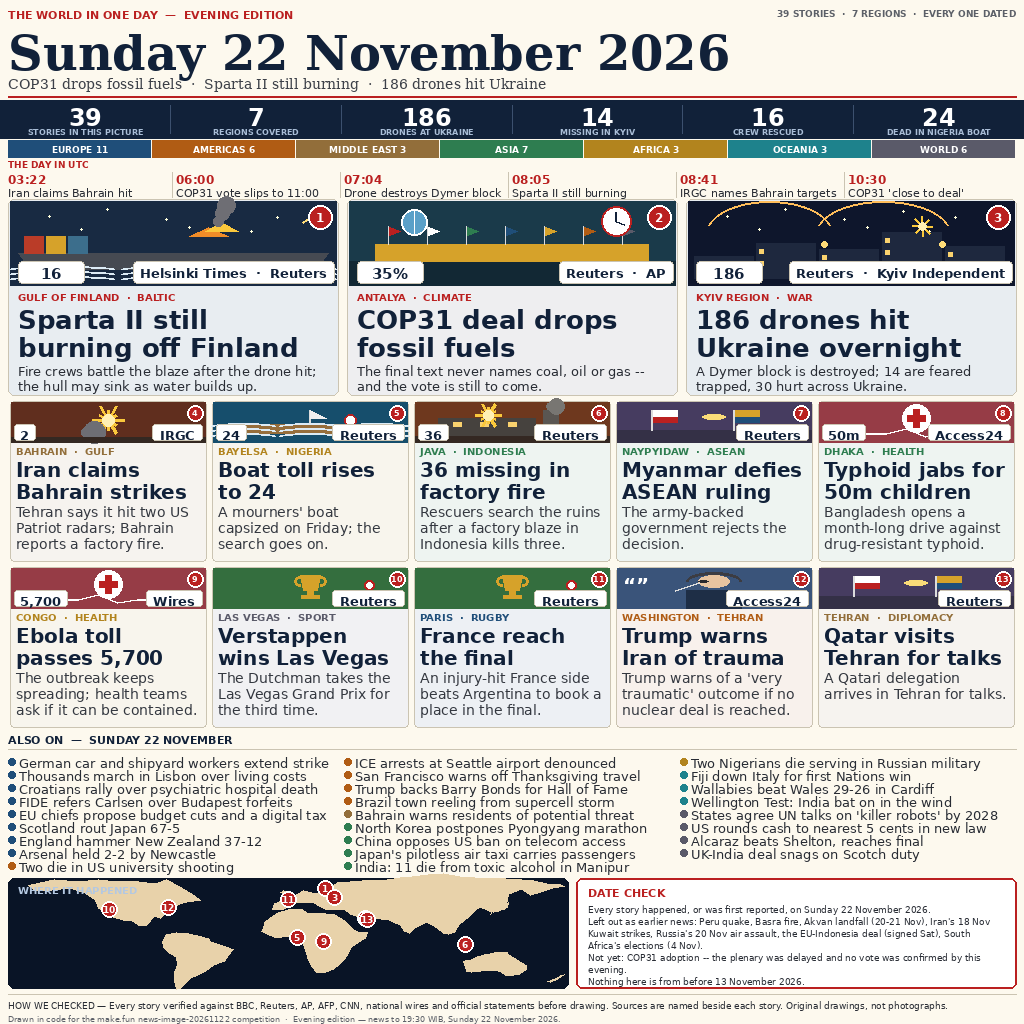 THE WORLD IN ONE DAY — EVENING EDITION
39 STORIES · 7 REGIONS · EVERY ONE DATED
Sunday 22 November 2026
COP31 drops fossil fuels · Sparta II still burning · 186 drones hit Ukraine
39
STORIES IN THIS PICTURE
7
REGIONS COVERED
186
DRONES AT UKRAINE
14
MISSING IN KYIV
16
CREW RESCUED
24
DEAD IN NIGERIA BOAT
EUROPE 11
AMERICAS 6
MIDDLE EAST 3
ASIA 7
AFRICA 3
OCEANIA 3
WORLD 6
THE DAY IN UTC
03:22
Iran claims Bahrain hit
06:00
COP31 vote slips to 11:00
07:04
Drone destroys Dymer block
08:05
Sparta II still burning
08:41
IRGC names Bahrain targets
10:30
COP31 'close to deal'
1
16
Helsinki Times · Reuters
GULF OF FINLAND · BALTIC
Sparta II still
burning off Finland
Fire crews battle the blaze after the drone hit;
the hull may sink as water builds up.
2
35%
Reuters · AP
ANTALYA · CLIMATE
COP31 deal drops
fossil fuels
The final text never names coal, oil or gas --
and the vote is still to come.
3
186
Reuters · Kyiv Independent
KYIV REGION · WAR
186 drones hit
Ukraine overnight
A Dymer block is destroyed; 14 are feared
trapped, 30 hurt across Ukraine.
4
2
IRGC
BAHRAIN · GULF
Iran claims
Bahrain strikes
Tehran says it hit two US
Patriot radars; Bahrain
reports a factory fire.
5
24
Reuters
BAYELSA · NIGERIA
Boat toll rises
to 24
A mourners' boat
capsized on Friday; the
search goes on.
6
36
Reuters
JAVA · INDONESIA
36 missing in
factory fire
Rescuers search the ruins
after a factory blaze in
Indonesia kills three.
7
Reuters
NAYPYIDAW · ASEAN
Myanmar defies
ASEAN ruling
The army-backed
government rejects the
decision.
8
50m
Access24
DHAKA · HEALTH
Typhoid jabs for
50m children
Bangladesh opens a
month-long drive against
drug-resistant typhoid.
9
5,700
Wires
CONGO · HEALTH
Ebola toll
passes 5,700
The outbreak keeps
spreading; health teams
ask if it can be contained.
10
Reuters
LAS VEGAS · SPORT
Verstappen
wins Las Vegas
The Dutchman takes the
Las Vegas Grand Prix for
the third time.
11
Reuters
PARIS · RUGBY
France reach
the final
An injury-hit France side
beats Argentina to book a
place in the final.
“”
12
Access24
WASHINGTON · TEHRAN
Trump warns
Iran of trauma
Trump warns of a 'very
traumatic' outcome if no
nuclear deal is reached.
13
Reuters
TEHRAN · DIPLOMACY
Qatar visits
Tehran for talks
A Qatari delegation
arrives in Tehran for talks.
ALSO ON — SUNDAY 22 NOVEMBER
German car and shipyard workers extend strike
Thousands march in Lisbon over living costs
Croatians rally over psychiatric hospital death
FIDE refers Carlsen over Budapest forfeits
EU chiefs propose budget cuts and a digital tax
Scotland rout Japan 67-5
England hammer New Zealand 37-12
Arsenal held 2-2 by Newcastle
Two die in US university shooting
ICE arrests at Seattle airport denounced
San Francisco warns off Thanksgiving travel
Trump backs Barry Bonds for Hall of Fame
Brazil town reeling from supercell storm
Bahrain warns residents of potential threat
North Korea postpones Pyongyang marathon
China opposes US ban on telecom access
Japan's pilotless air taxi carries passengers
India: 11 die from toxic alcohol in Manipur
Two Nigerians die serving in Russian military
Fiji down Italy for first Nations win
Wallabies beat Wales 29-26 in Cardiff
Wellington Test: India bat on in the wind
States agree UN talks on 'killer robots' by 2028
US rounds cash to nearest 5 cents in new law
Alcaraz beats Shelton, reaches final
UK-India deal snags on Scotch duty
WHERE IT HAPPENED
10
12
11
1
3
13
5
9
6
DATE CHECK
Every story happened, or was first reported, on Sunday 22 November 2026.
Left out as earlier news: Peru quake, Basra fire, Akvan landfall (20-21 Nov), Iran's 18 Nov
Kuwait strikes, Russia's 20 Nov air assault, the EU-Indonesia deal (signed Sat), South
Africa's elections (4 Nov).
Not yet: COP31 adoption -- the plenary was delayed and no vote was confirmed by this
evening.
Nothing here is from before 13 November 2026.
HOW WE CHECKED — Every story verified against BBC, Reuters, AP, AFP, CNN, national wires and official statements before drawing. Sources are named beside each story. Original drawings, not photographs.
Drawn in code for the make.fun news-image-20261122 competition · Evening edition — news to 19:30 WIB, Sunday 22 November 2026.